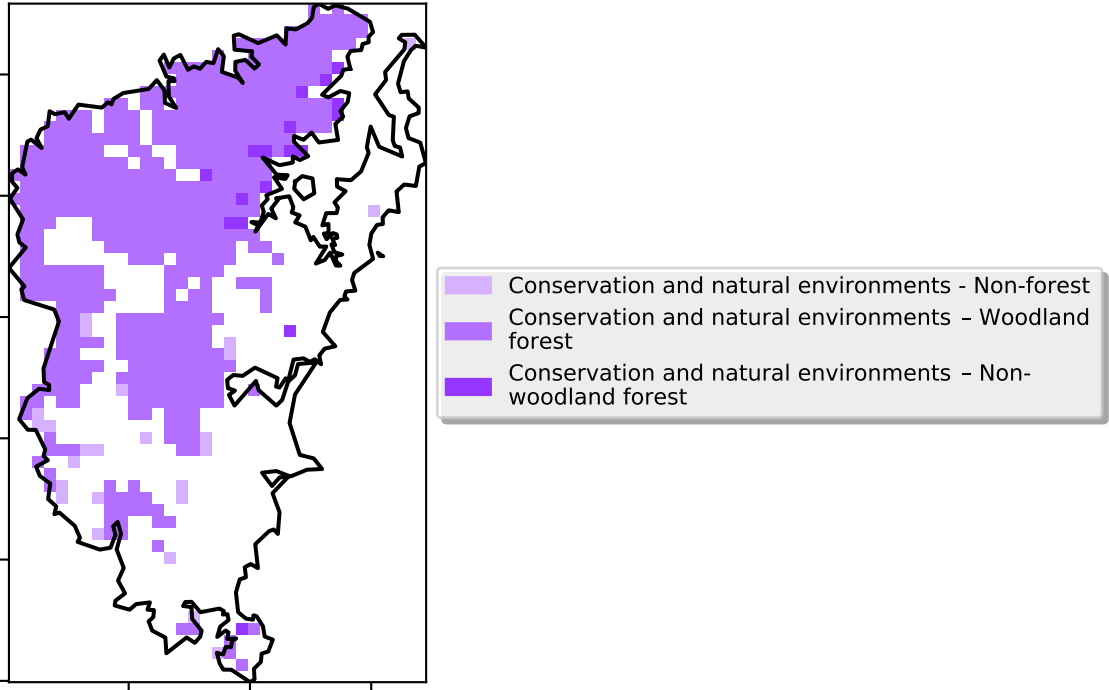 Conservation and natural environments - Non-forest
Conservation and natural environments – Woodland
forest
Conservation and natural environments – Non-
woodland forest